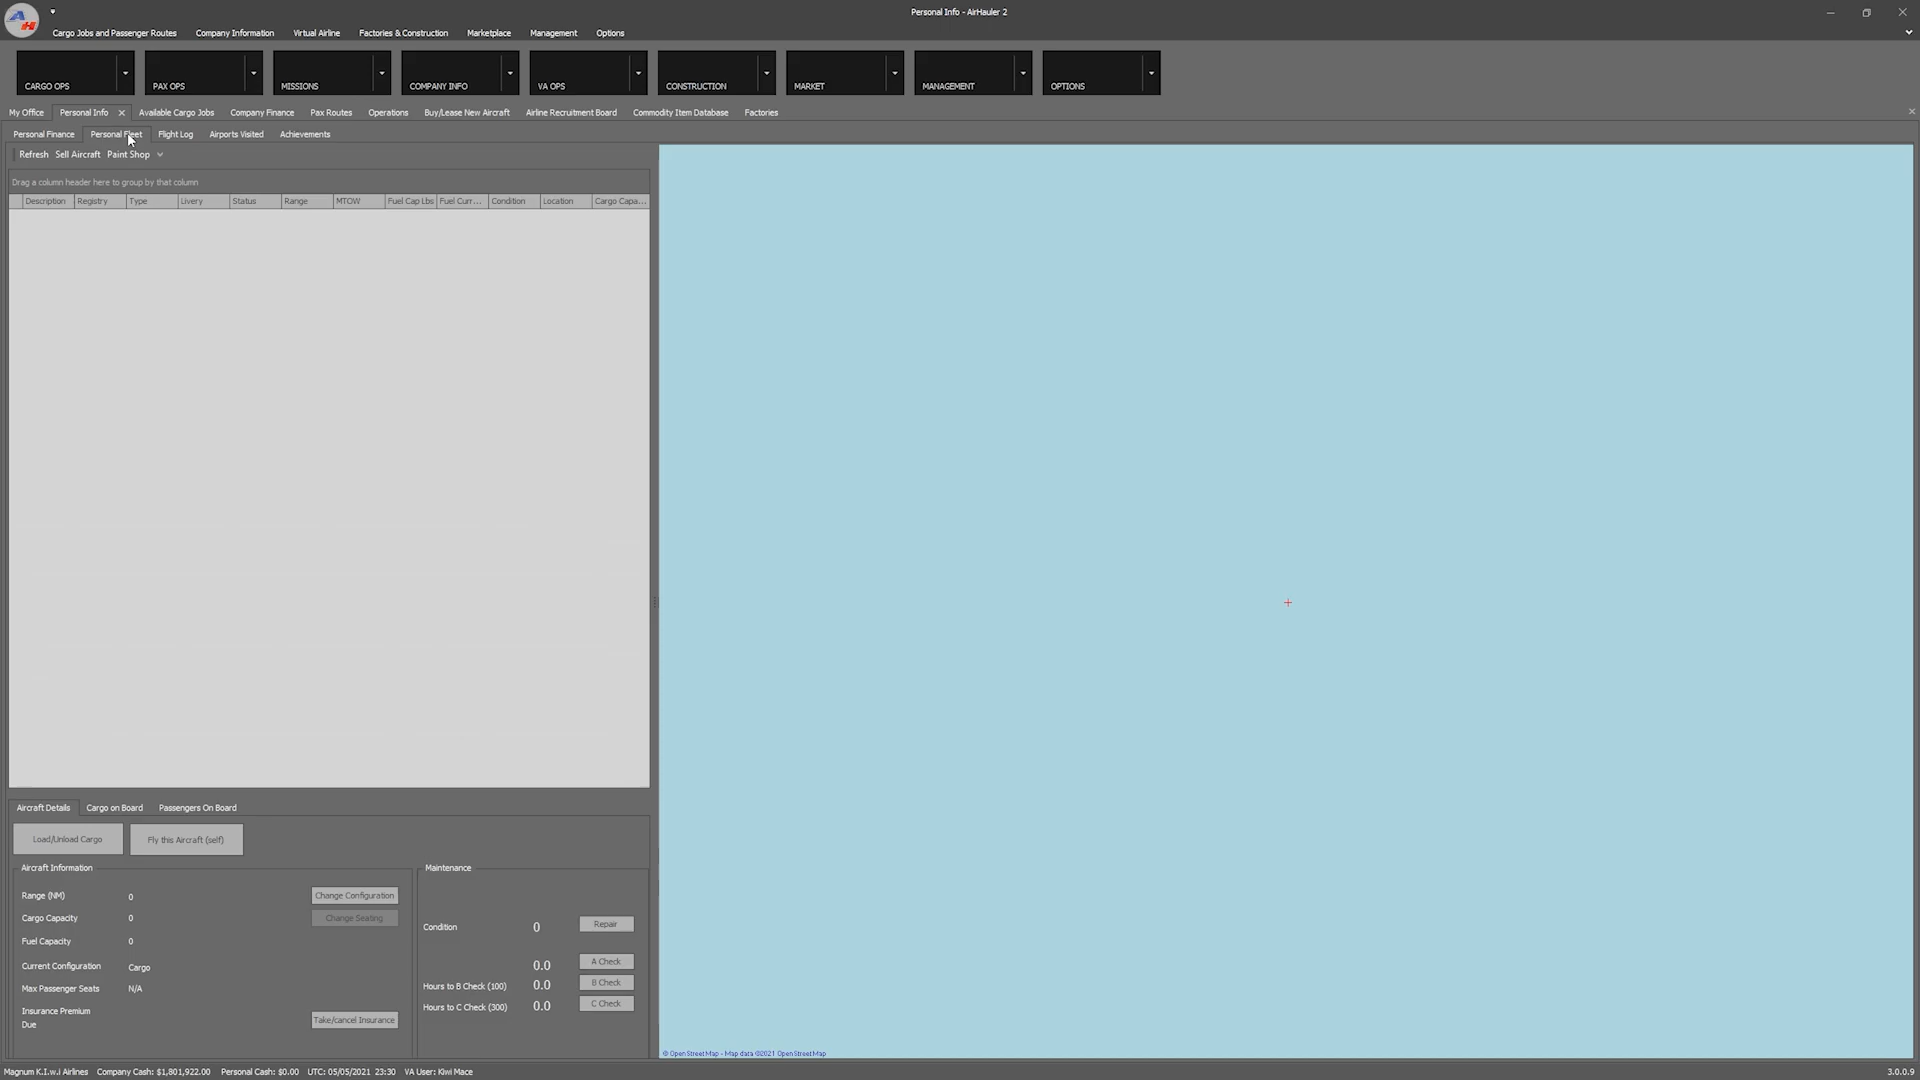 Personal Info - AirHauler 2
Cargo Jobs and Passenger Routes Company Information Virtual Airline Factories & Construction Marketplace Management Options
CARGO OPS PAX OPS MISSIONS COMPANY INFO VA OPS CONSTRUCTION MARKET MANAGEMENT OPTIONS
My Office Personal Info Available Cargo Jobs Company Finance Pax Routes Operations Buy/Lease New Aircraft Airline Recruitment Board Commodity Item Database Factories
Personal Finance Personal Fleet Flight Log Airports Visited Achievements
Refresh Sell Aircraft Paint Shop
Drag a column header here to group by that column
Description Registry Type Livery Status Range MTOW Fuel Cap Lbs Fuel Curr... Condition Location Cargo Capa...
Aircraft Details Cargo on Board Passengers On Board
Load/Unload Cargo Fly this Aircraft (self)
Aircraft Information Maintenance
Range (NM) 0 Change Configuration
Cargo Capacity 0 Change Seating
Condition 0 Repair
Fuel Capacity 0
Current Configuration Cargo
0.0 A Check
Max Passenger Seats N/A
Hours to B Check (100) 0.0 B Check
Hours to C Check (300) 0.0 C Check
Insurance Premium
Due Take/cancel Insurance
© OpenStreetMap - Map data ©2021 OpenStreetMap
Magnum K.I.w.i Airlines Company Cash: $1,801,922.00 Personal Cash: $0.00 UTC: 05/05/2021 23:30 VA User: Kiwi Mace 3.0.0.9